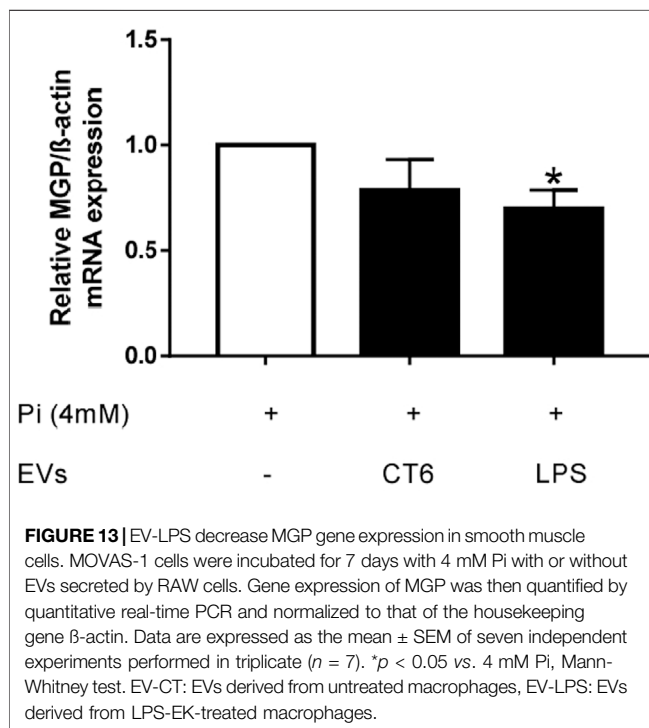 Relative MGP/ß-actin
mRNA expression
1.5
1.0
0.5
0.0
*
Pi (4mM) + + +
EVs - CT6 LPS
FIGURE 13 | EV-LPS decrease MGP gene expression in smooth muscle
cells. MOVAS-1 cells were incubated for 7 days with 4 mM Pi with or without
EVs secreted by RAW cells. Gene expression of MGP was then quantified by
quantitative real-time PCR and normalized to that of the housekeeping
gene ß-actin. Data are expressed as the mean ± SEM of seven independent
experiments performed in triplicate (n = 7). *p < 0.05 vs. 4 mM Pi, Mann-
Whitney test. EV-CT: EVs derived from untreated macrophages, EV-LPS: EVs
derived from LPS-EK-treated macrophages.